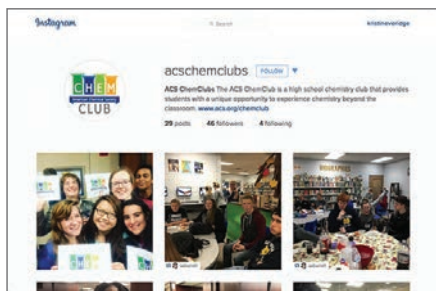 Instagram
Search
CHEM
CLUB
acschemclubs FOLLOW
ACS ChemClubs The ACS ChemClub is a high school chemistry club that provides
students with a unique opportunity to experience chemistry beyond the
classroom. www.acs.org/chemclub
39 posts 46 followers 4 following